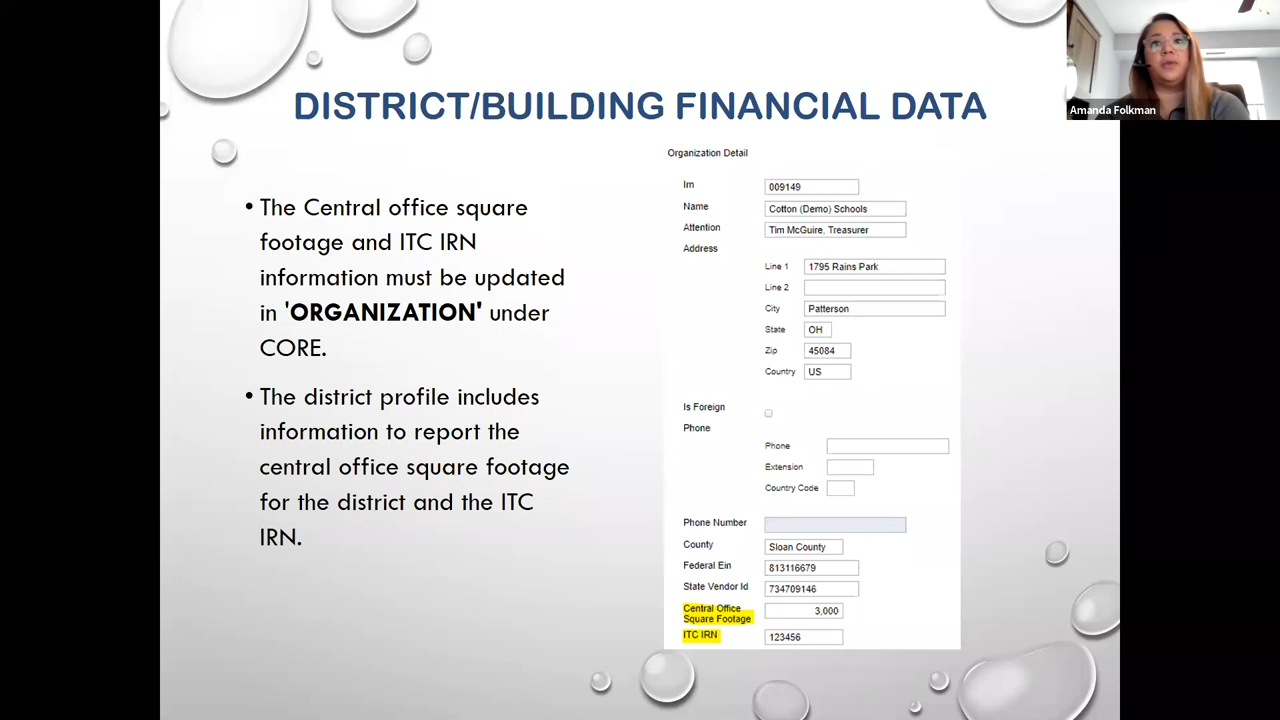 DISTRICT/BUILDING FINANCIAL DATA
Amanda Folkman
• The Central office square
footage and ITC IRN
information must be updated
in 'ORGANIZATION' under
CORE.
• The district profile includes
information to report the
central office square footage
for the district and the ITC
IRN.
Organization Detail
Irn 009149
Name Cotton (Demo) Schools
Attention Tim McGuire, Treasurer
Address
Line 1 1795 Rains Park
Line 2
City Patterson
State OH
Zip 45084
Country US
Is Foreign
Phone
Phone
Extension
Country Code
Phone Number
County Sloan County
Federal Ein 813116679
State Vendor Id 734709146
Central Office
Square Footage 3,000
ITC IRN 123456